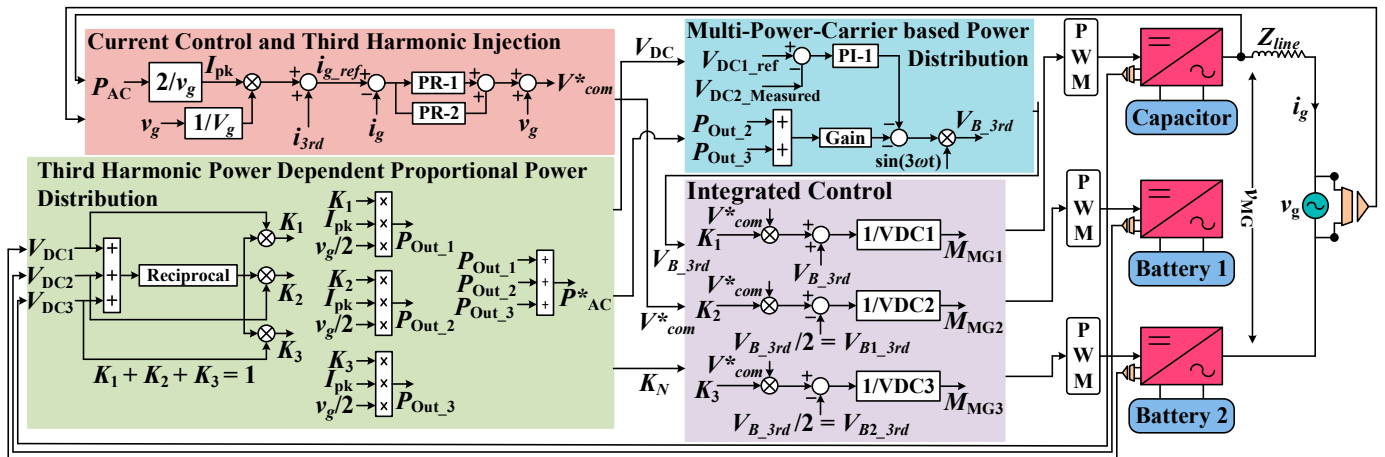 Current Control and Third Harmonic Injection
P_AC
2/v_g
I_pk
v_g
1/V_g
i_3rd
i_g_ref
i_g
PR-1
PR-2
v_g
V*_com
V_DC
Multi-Power-Carrier based Power
Distribution
V_DC1_ref
V_DC2_Measured
PI-1
P_Out_2
P_Out_3
Gain
sin(3ωt)
V_B_3rd
Third Harmonic Power Dependent Proportional Power
Distribution
V_DC1
V_DC2
V_DC3
Reciprocal
K_1
K_2
K_3
K_1 + K_2 + K_3 = 1
K_1
I_pk
v_g/2
P_Out_1
K_2
I_pk
v_g/2
P_Out_2
K_3
I_pk
v_g/2
P_Out_3
P_Out_1
P_Out_2
P_Out_3
P*_AC
V*_com
K_N
V_B_3rd
Integrated Control
V*_com
K_1
V_B_3rd
1/VDC1
M_MG1
V*_com
K_2
V_B_3rd/2 = V_B1_3rd
1/VDC2
M_MG2
V*_com
K_3
V_B_3rd/2 = V_B2_3rd
1/VDC3
M_MG3
P
W
M
P
W
M
P
W
M
Capacitor
Battery 1
Battery 2
Z_line
i_g
v_MG
v_g